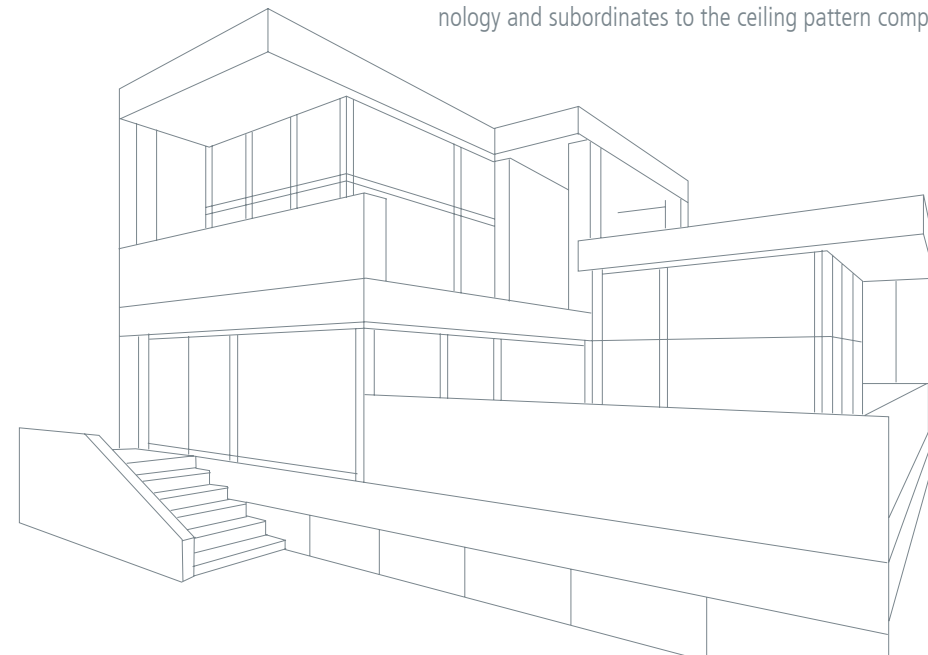 nology and subordinates to the ceiling pattern comp